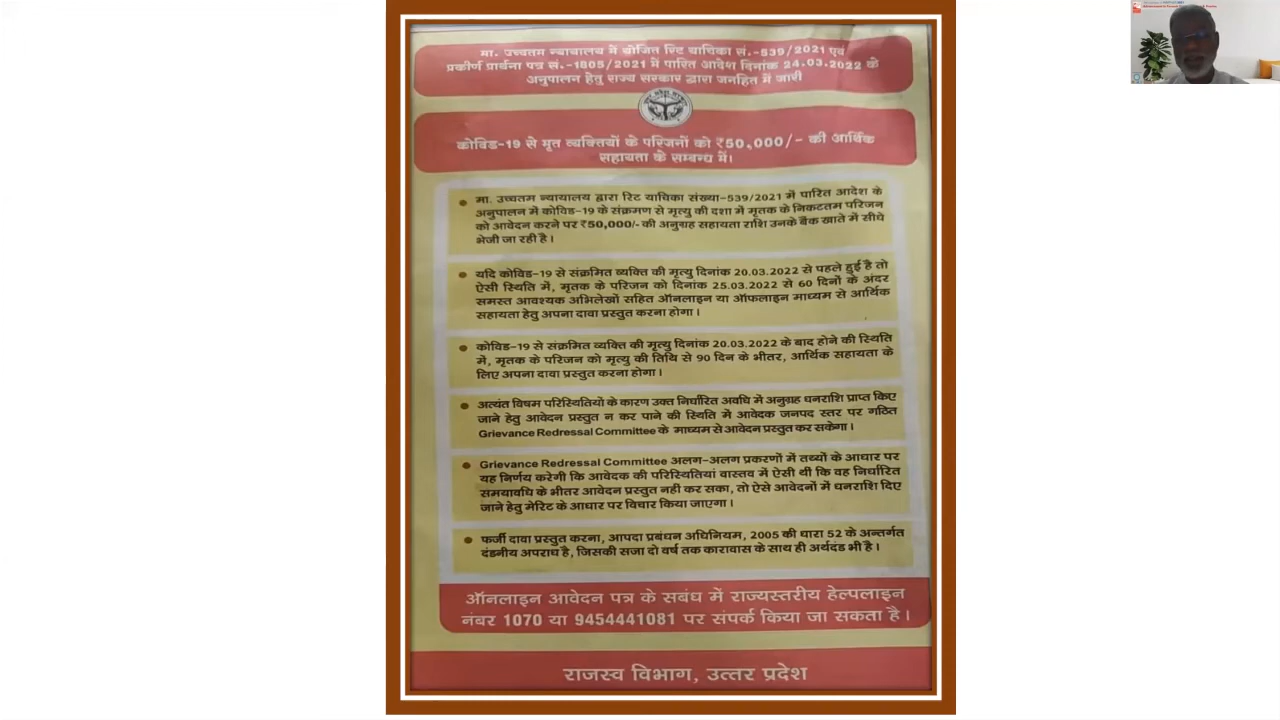 मा. उच्चतम न्यायालय में योजित रिट याचिका सं.-539/2021 एवं
प्रकीर्ण प्रार्थना पत्र सं.-1805/2021 में पारित आदेश दिनांक 24.03.2022 के
अनुपालन हेतु राज्य सरकार द्वारा जनहित में जारी
कोविड-19 से मृत व्यक्तियों के परिजनों को ₹50,000/- की आर्थिक
सहायता के सम्बन्ध में।
मा. उच्चतम न्यायालय द्वारा रिट याचिका संख्या-539/2021 में पारित आदेश के
अनुपालन में कोविड-19 के संक्रमण से मृत्यु की दशा में मृतक के निकटतम परिजन
को आवेदन करने पर ₹50,000/- की अनुग्रह सहायता राशि उनके बैंक खाते में सीधे
भेजी जा रही है।
यदि कोविड-19 से संक्रमित व्यक्ति की मृत्यु दिनांक 20.03.2022 से पहले हुई है तो
ऐसी स्थिति में, मृतक के परिजन को दिनांक 25.03.2022 से 60 दिनों के अंदर
समस्त आवश्यक अभिलेखों सहित ऑनलाइन या ऑफलाइन माध्यम से आर्थिक
सहायता हेतु अपना दावा प्रस्तुत करना होगा।
कोविड-19 से संक्रमित व्यक्ति की मृत्यु दिनांक 20.03.2022 के बाद होने की स्थिति
में, मृतक के परिजन को मृत्यु की तिथि से 90 दिन के भीतर, आर्थिक सहायता के
लिए अपना दावा प्रस्तुत करना होगा।
अत्यंत विषम परिस्थितियों के कारण उक्त निर्धारित अवधि में अनुग्रह धनराशि प्राप्त किए
जाने हेतु आवेदन प्रस्तुत न कर पाने की स्थिति में आवेदक जनपद स्तर पर गठित
Grievance Redressal Committee के माध्यम से आवेदन प्रस्तुत कर सकेगा।
Grievance Redressal Committee अलग-अलग प्रकरणों में तथ्यों के आधार पर
यह निर्णय करेगी कि आवेदक की परिस्थितियां वास्तव में ऐसी थीं कि वह निर्धारित
समयावधि के भीतर आवेदन प्रस्तुत नही कर सका, तो ऐसे आवेदनों में धनराशि दिए
जाने हेतु मेरिट के आधार पर विचार किया जाएगा।
फर्जी दावा प्रस्तुत करना, आपदा प्रबंधन अधिनियम, 2005 की धारा 52 के अन्तर्गत
दंडनीय अपराध है, जिसकी सजा दो वर्ष तक कारावास के साथ ही अर्थदंड भी है।
ऑनलाइन आवेदन पत्र के सबंध में राज्यस्तरीय हेल्पलाइन
नंबर 1070 या 9454441081 पर संपर्क किया जा सकता है।
राजस्व विभाग, उत्तर प्रदेश